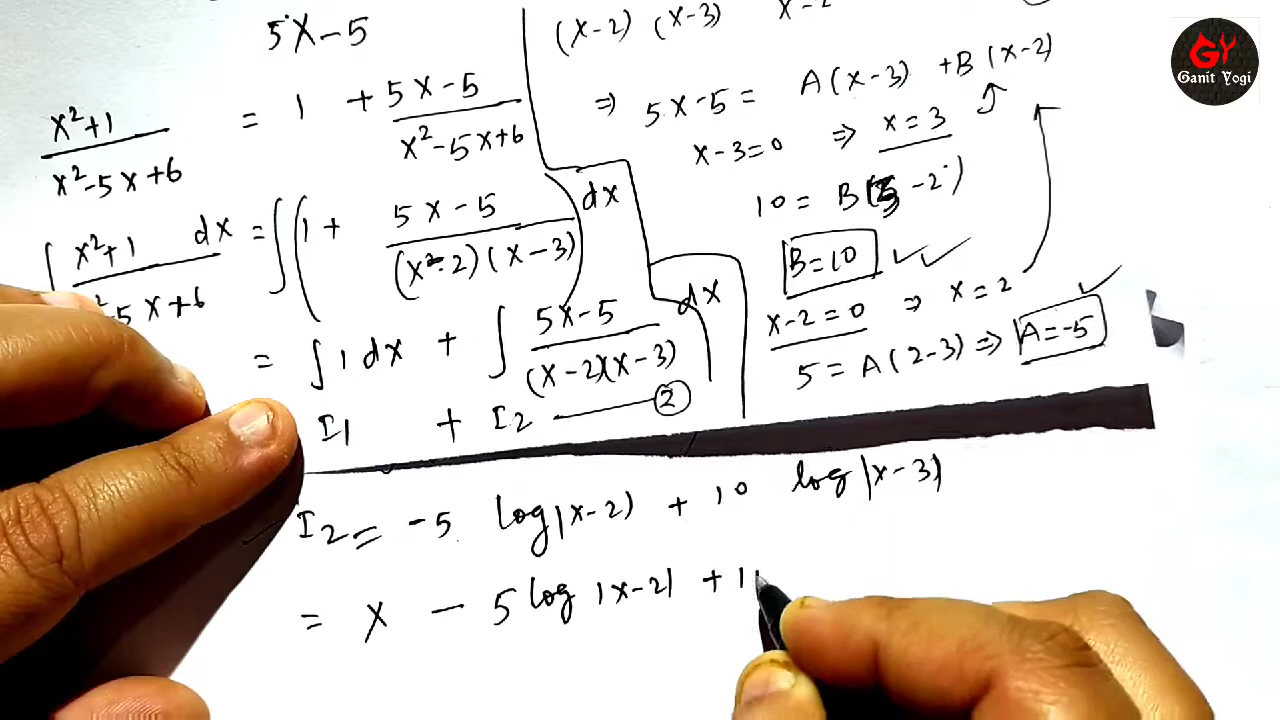 5x-5
x²+1 / x²-5x+6 = 1 + 5x-5 / x²-5x+6
∫ x²+1 / x²-5x+6 dx = ∫ (1 + 5x-5 / (x-2)(x-3)) dx
= ∫ 1 dx + ∫ 5x-5 / (x-2)(x-3) dx
I1 + I2 — ②
(x-2) (x-3) x-2
⇒ 5x-5 = A(x-3) +B(x-2)
x-3=0 ⇒ x=3
10 = B(3-2)
B=10
x-2=0 ⇒ x=2
5 = A(2-3) ⇒ A=-5
I2 = -5 log|x-2| + 10 log|x-3|
= x - 5 log |x-2| + 1
GY
Ganit Yogi